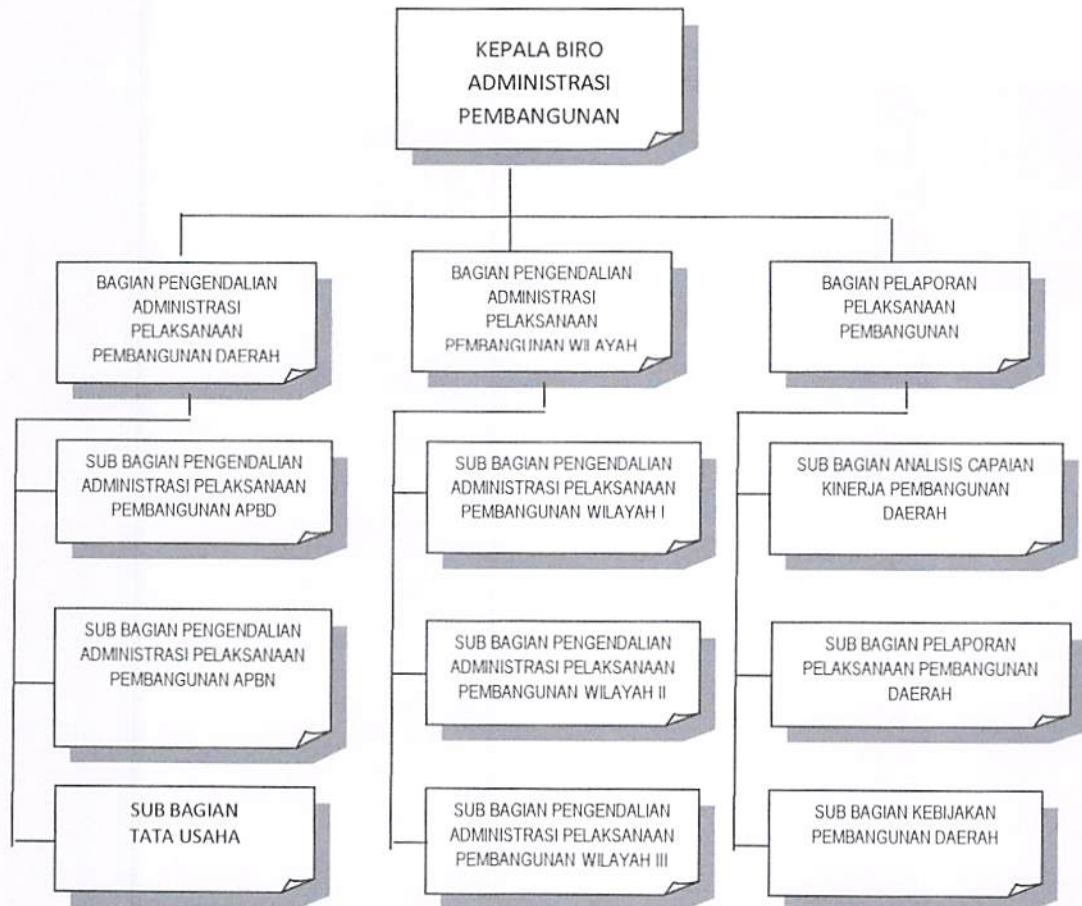 KEPALA BIRO
ADMINISTRASI
PEMBANGUNAN
BAGIAN PENGENDALIAN
ADMINISTRASI
PELAKSANAAN
PEMBANGUNAN DAERAH
BAGIAN PENGENDALIAN
ADMINISTRASI
PELAKSANAAN
PEMBANGUNAN WILAYAH
BAGIAN PELAPORAN
PELAKSANAAN
PEMBANGUNAN
SUB BAGIAN PENGENDALIAN
ADMINISTRASI PELAKSANAAN
PEMBANGUNAN APBD
SUB BAGIAN PENGENDALIAN
ADMINISTRASI PELAKSANAAN
PEMBANGUNAN WILAYAH I
SUB BAGIAN ANALISIS CAPAIAN
KINERJA PEMBANGUNAN
DAERAH
SUB BAGIAN PENGENDALIAN
ADMINISTRASI PELAKSANAAN
PEMBANGUNAN APBN
SUB BAGIAN PENGENDALIAN
ADMINISTRASI PELAKSANAAN
PEMBANGUNAN WILAYAH II
SUB BAGIAN PELAPORAN
PELAKSANAAN PEMBANGUNAN
DAERAH
SUB BAGIAN
TATA USAHA
SUB BAGIAN PENGENDALIAN
ADMINISTRASI PELAKSANAAN
PEMBANGUNAN WILAYAH III
SUB BAGIAN KEBIJAKAN
PEMBANGUNAN DAERAH